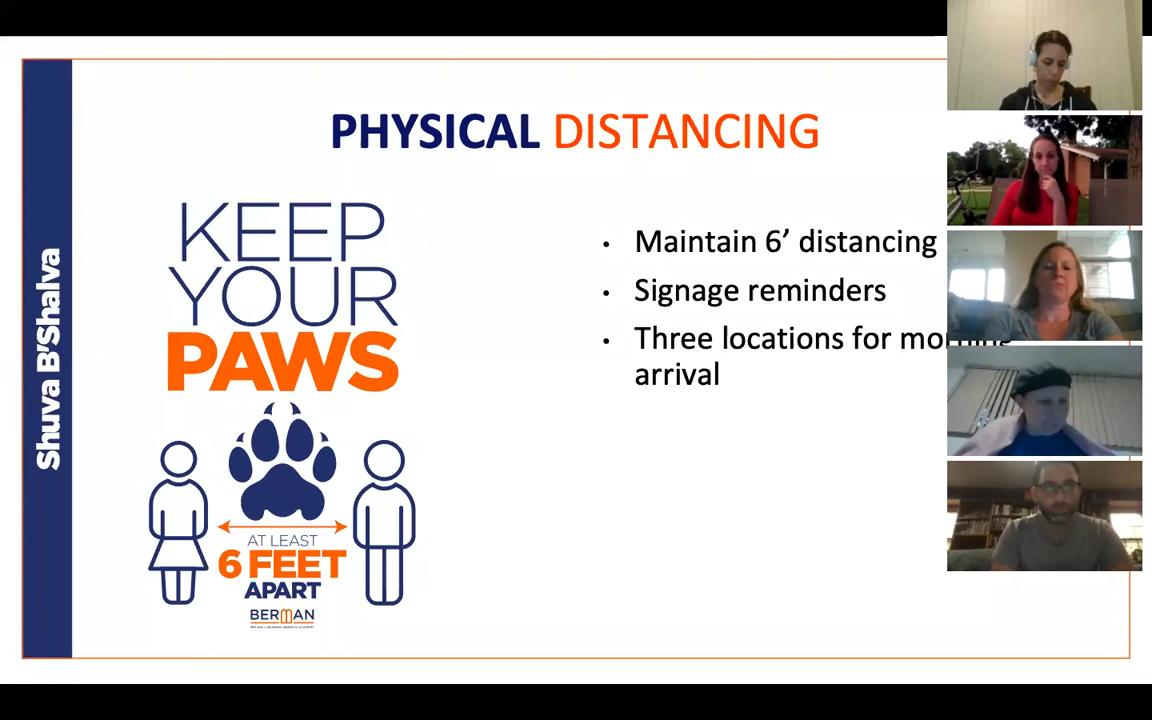 PHYSICAL DISTANCING
Shuva B'Shalva
KEEP
YOUR
PAWS
AT LEAST
6 FEET
APART
BERMAN
• Maintain 6’ distancing
• Signage reminders
• Three locations for morning
arrival